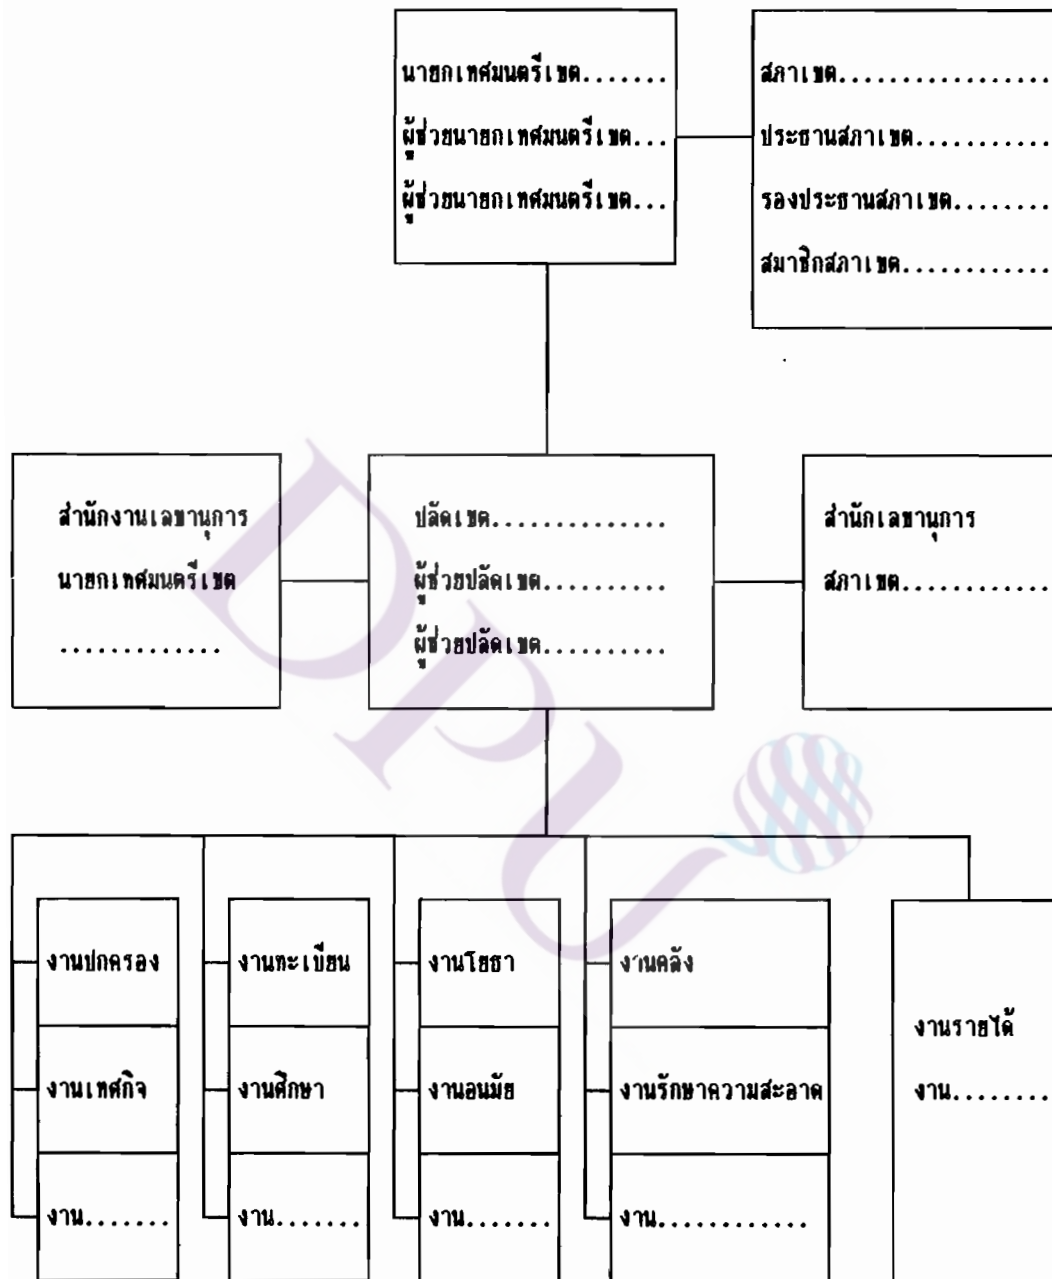 นายกเทศมนตรีเขต.......
ผู้ช่วยนายกเทศมนตรีเขต...
ผู้ช่วยนายกเทศมนตรีเขต...
สภาเขต.................
ประธานสภาเขต............
รองประธานสภาเขต........
สมาชิกสภาเขต............
สำนักงานเลขานุการ
นายกเทศมนตรีเขต
.............
ปลัดเขต..............
ผู้ช่วยปลัดเขต..........
ผู้ช่วยปลัดเขต..........
สำนักเลขานุการ
สภาเขต............
DPU
งานปกครอง
งานเทศกิจ
งาน.......
งานทะเบียน
งานศึกษา
งาน.......
งานโยธา
งานอนมัย
งาน.......
งานคลัง
งานรักษาความสะอาด
งาน............
งานรายได้
งาน........